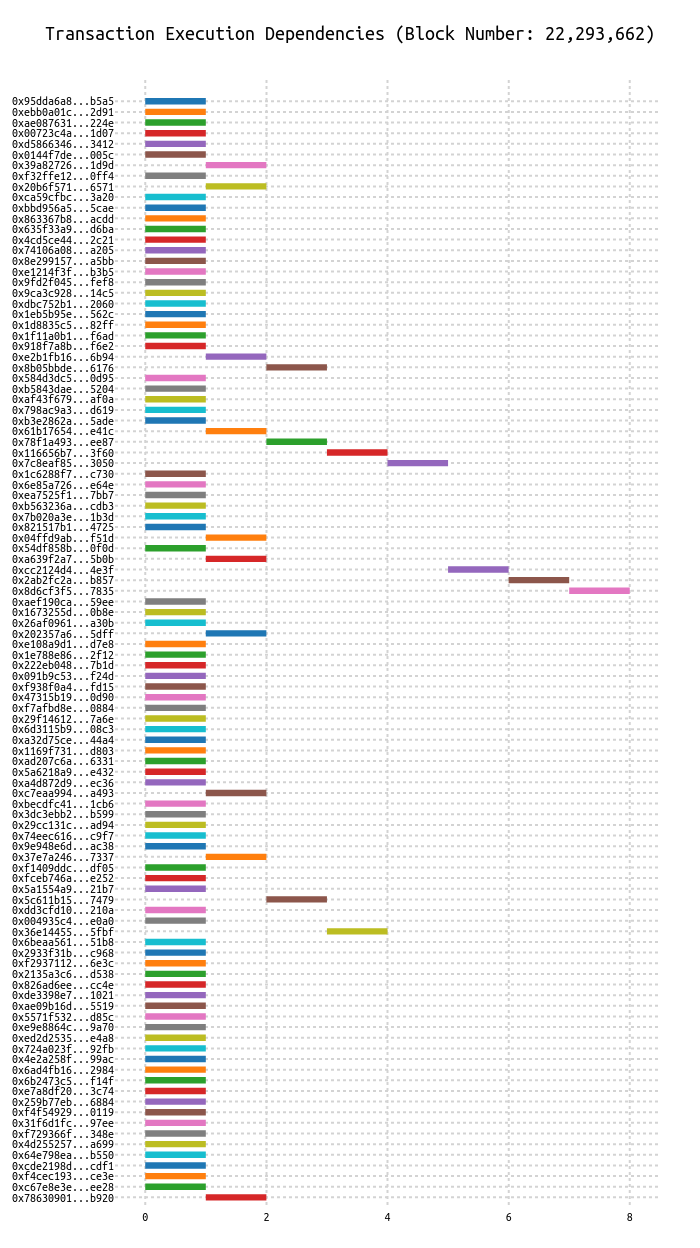 Transaction Execution Dependencies (Block Number: 22,293,662)
0x95dda6a8...b5a5
0xebb0a01c...2d91
0xae087631...224e
0x00723c4a...1d07
0xd5866346...3412
0x0144f7de...005c
0x39a82726...1d9d
0xf32ffe12...0ff4
0x20b6f571...6571
0xca59cfbc...3a20
0xbbd956a5...5cae
0x863367b8...acdd
0x635f33a9...d6ba
0x4cd5ce44...2c21
0x74106a08...a205
0x8e299157...a5bb
0xe1214f3f...b3b5
0x9fd2f045...fef8
0x9ca3c928...14c5
0xdbc752b1...2060
0x1eb5b95e...562c
0x1d8835c5...82ff
0x1f11a0b1...f6ad
0x918f7a8b...f6e2
0xe2b1fb16...6b94
0x8b05bbde...6176
0x584d3dc5...0d95
0xb5843dae...5204
0xaf43f679...af0a
0x798ac9a3...d619
0xb3e2862a...5ade
0x61b17654...e41c
0x78f1a493...ee87
0x116656b7...3f60
0x7c8eaf85...3050
0x1c6288f7...c730
0x6e85a726...e64e
0xea7525f1...7bb7
0xb563236a...cdb3
0x7b020a3e...1b3d
0x821517b1...4725
0x04ffd9ab...f51d
0x54df858b...0f0d
0xa639f2a7...5b0b
0xcc2124d4...4e3f
0x2ab2fc2a...b857
0x8d6cf3f5...7835
0xaef190ca...59ee
0x1673255d...0b8e
0x26af0961...a30b
0x202357a6...5dff
0xe108a9d1...d7e8
0x1e788e86...2f12
0x222eb048...7b1d
0x091b9c53...f24d
0xf938f0a4...fd15
0x47315b19...0d90
0xf7afbd8e...0884
0x29f14612...7a6e
0x6d3115b9...08c3
0xa32d75ce...44a4
0x1169f731...d803
0xad207c6a...6331
0x5a6218a9...e432
0xa4d872d9...ec36
0xc7eaa994...a493
0xbecdfc41...1cb6
0x3dc3ebb2...b599
0x29cc131c...ad94
0x74eec616...c9f7
0x9e948e6d...ac38
0x37e7a246...7337
0xf1409ddc...df05
0xfceb746a...e252
0x5a1554a9...21b7
0x5c611b15...7479
0xdd3cfd10...210a
0x004935c4...e0a0
0x36e14455...5fbf
0x6beaa561...51b8
0x2933f31b...c968
0xf2937112...6e3c
0x2135a3c6...d538
0x826ad6ee...cc4e
0xde3398e7...1021
0xae09b16d...5519
0x5571f532...d85c
0xe9e8864c...9a70
0xed2d2535...e4a8
0x724a023f...92fb
0x4e2a258f...99ac
0x6ad4fb16...2984
0x6b2473c5...f14f
0xe7a8df20...3c74
0x259b77eb...6884
0xf4f54929...0119
0x31f6d1fc...97ee
0xf729366f...348e
0x4d255257...a699
0x64e798ea...b550
0xcde2198d...cdf1
0xf4cec193...ce3e
0xc67e8e3e...ee28
0x78630901...b920
0 2 4 6 8